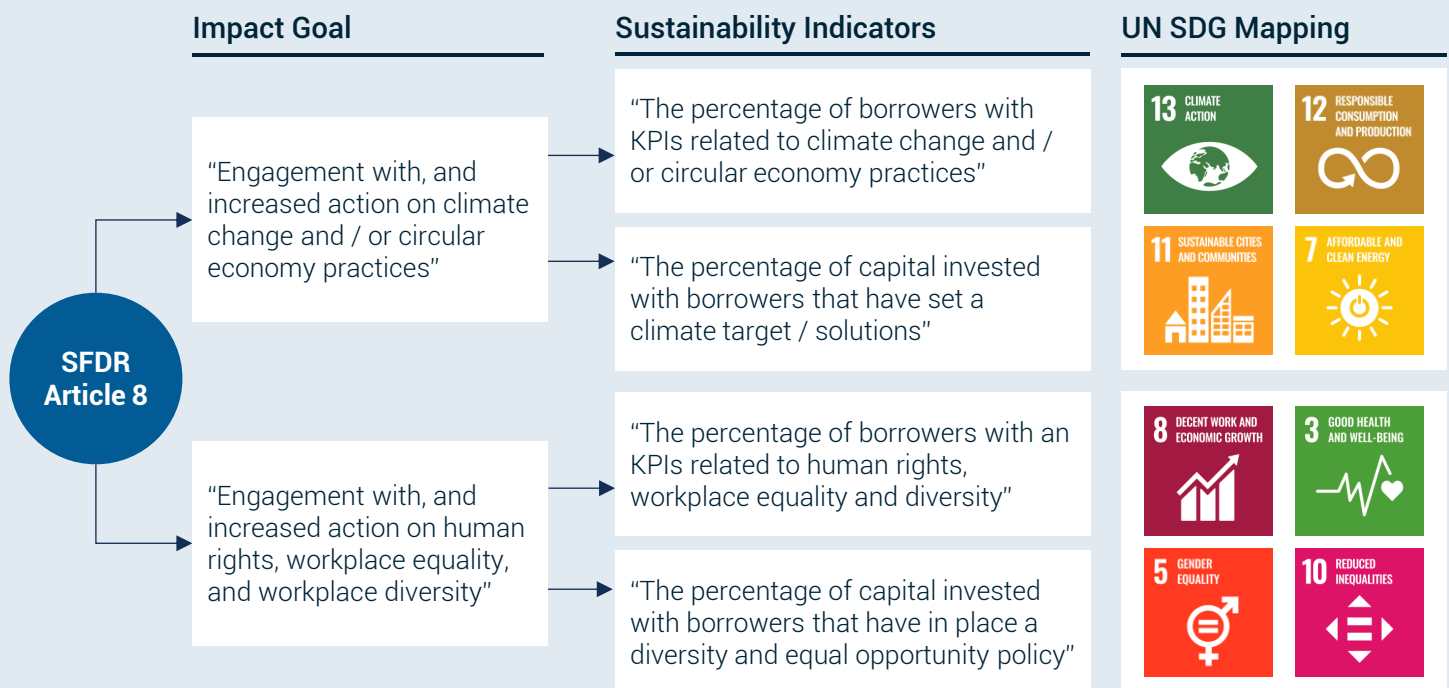 Impact Goal
Sustainability Indicators
UN SDG Mapping
SFDR
Article 8
“Engagement with, and
increased action on climate
change and / or circular
economy practices”
“The percentage of borrowers with
KPIs related to climate change and /
or circular economy practices”
“The percentage of capital invested
with borrowers that have set a
climate target / solutions”
13 CLIMATE
ACTION
12 RESPONSIBLE
CONSUMPTION
AND PRODUCTION
11 SUSTAINABLE CITIES
AND COMMUNITIES
7 AFFORDABLE AND
CLEAN ENERGY
“Engagement with, and
increased action on human
rights, workplace equality,
and workplace diversity”
“The percentage of borrowers with an
KPIs related to human rights,
workplace equality and diversity”
“The percentage of capital invested
with borrowers that have in place a
diversity and equal opportunity policy”
8 DECENT WORK AND
ECONOMIC GROWTH
3 GOOD HEALTH
AND WELL-BEING
5 GENDER
EQUALITY
10 REDUCED
INEQUALITIES